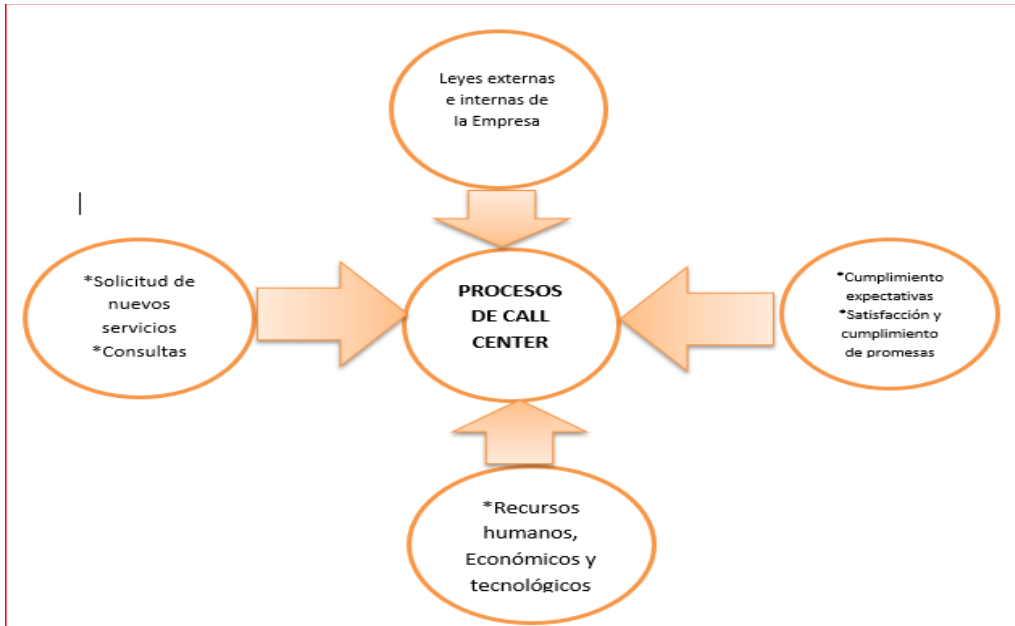 Leyes externas
e internas de
la Empresa
*Solicitud de
nuevos
servicios
*Consultas
PROCESOS
DE CALL
CENTER
*Cumplimiento
expectativas
*Satisfacción y
cumplimiento
de promesas
*Recursos
humanos,
Económicos y
tecnológicos